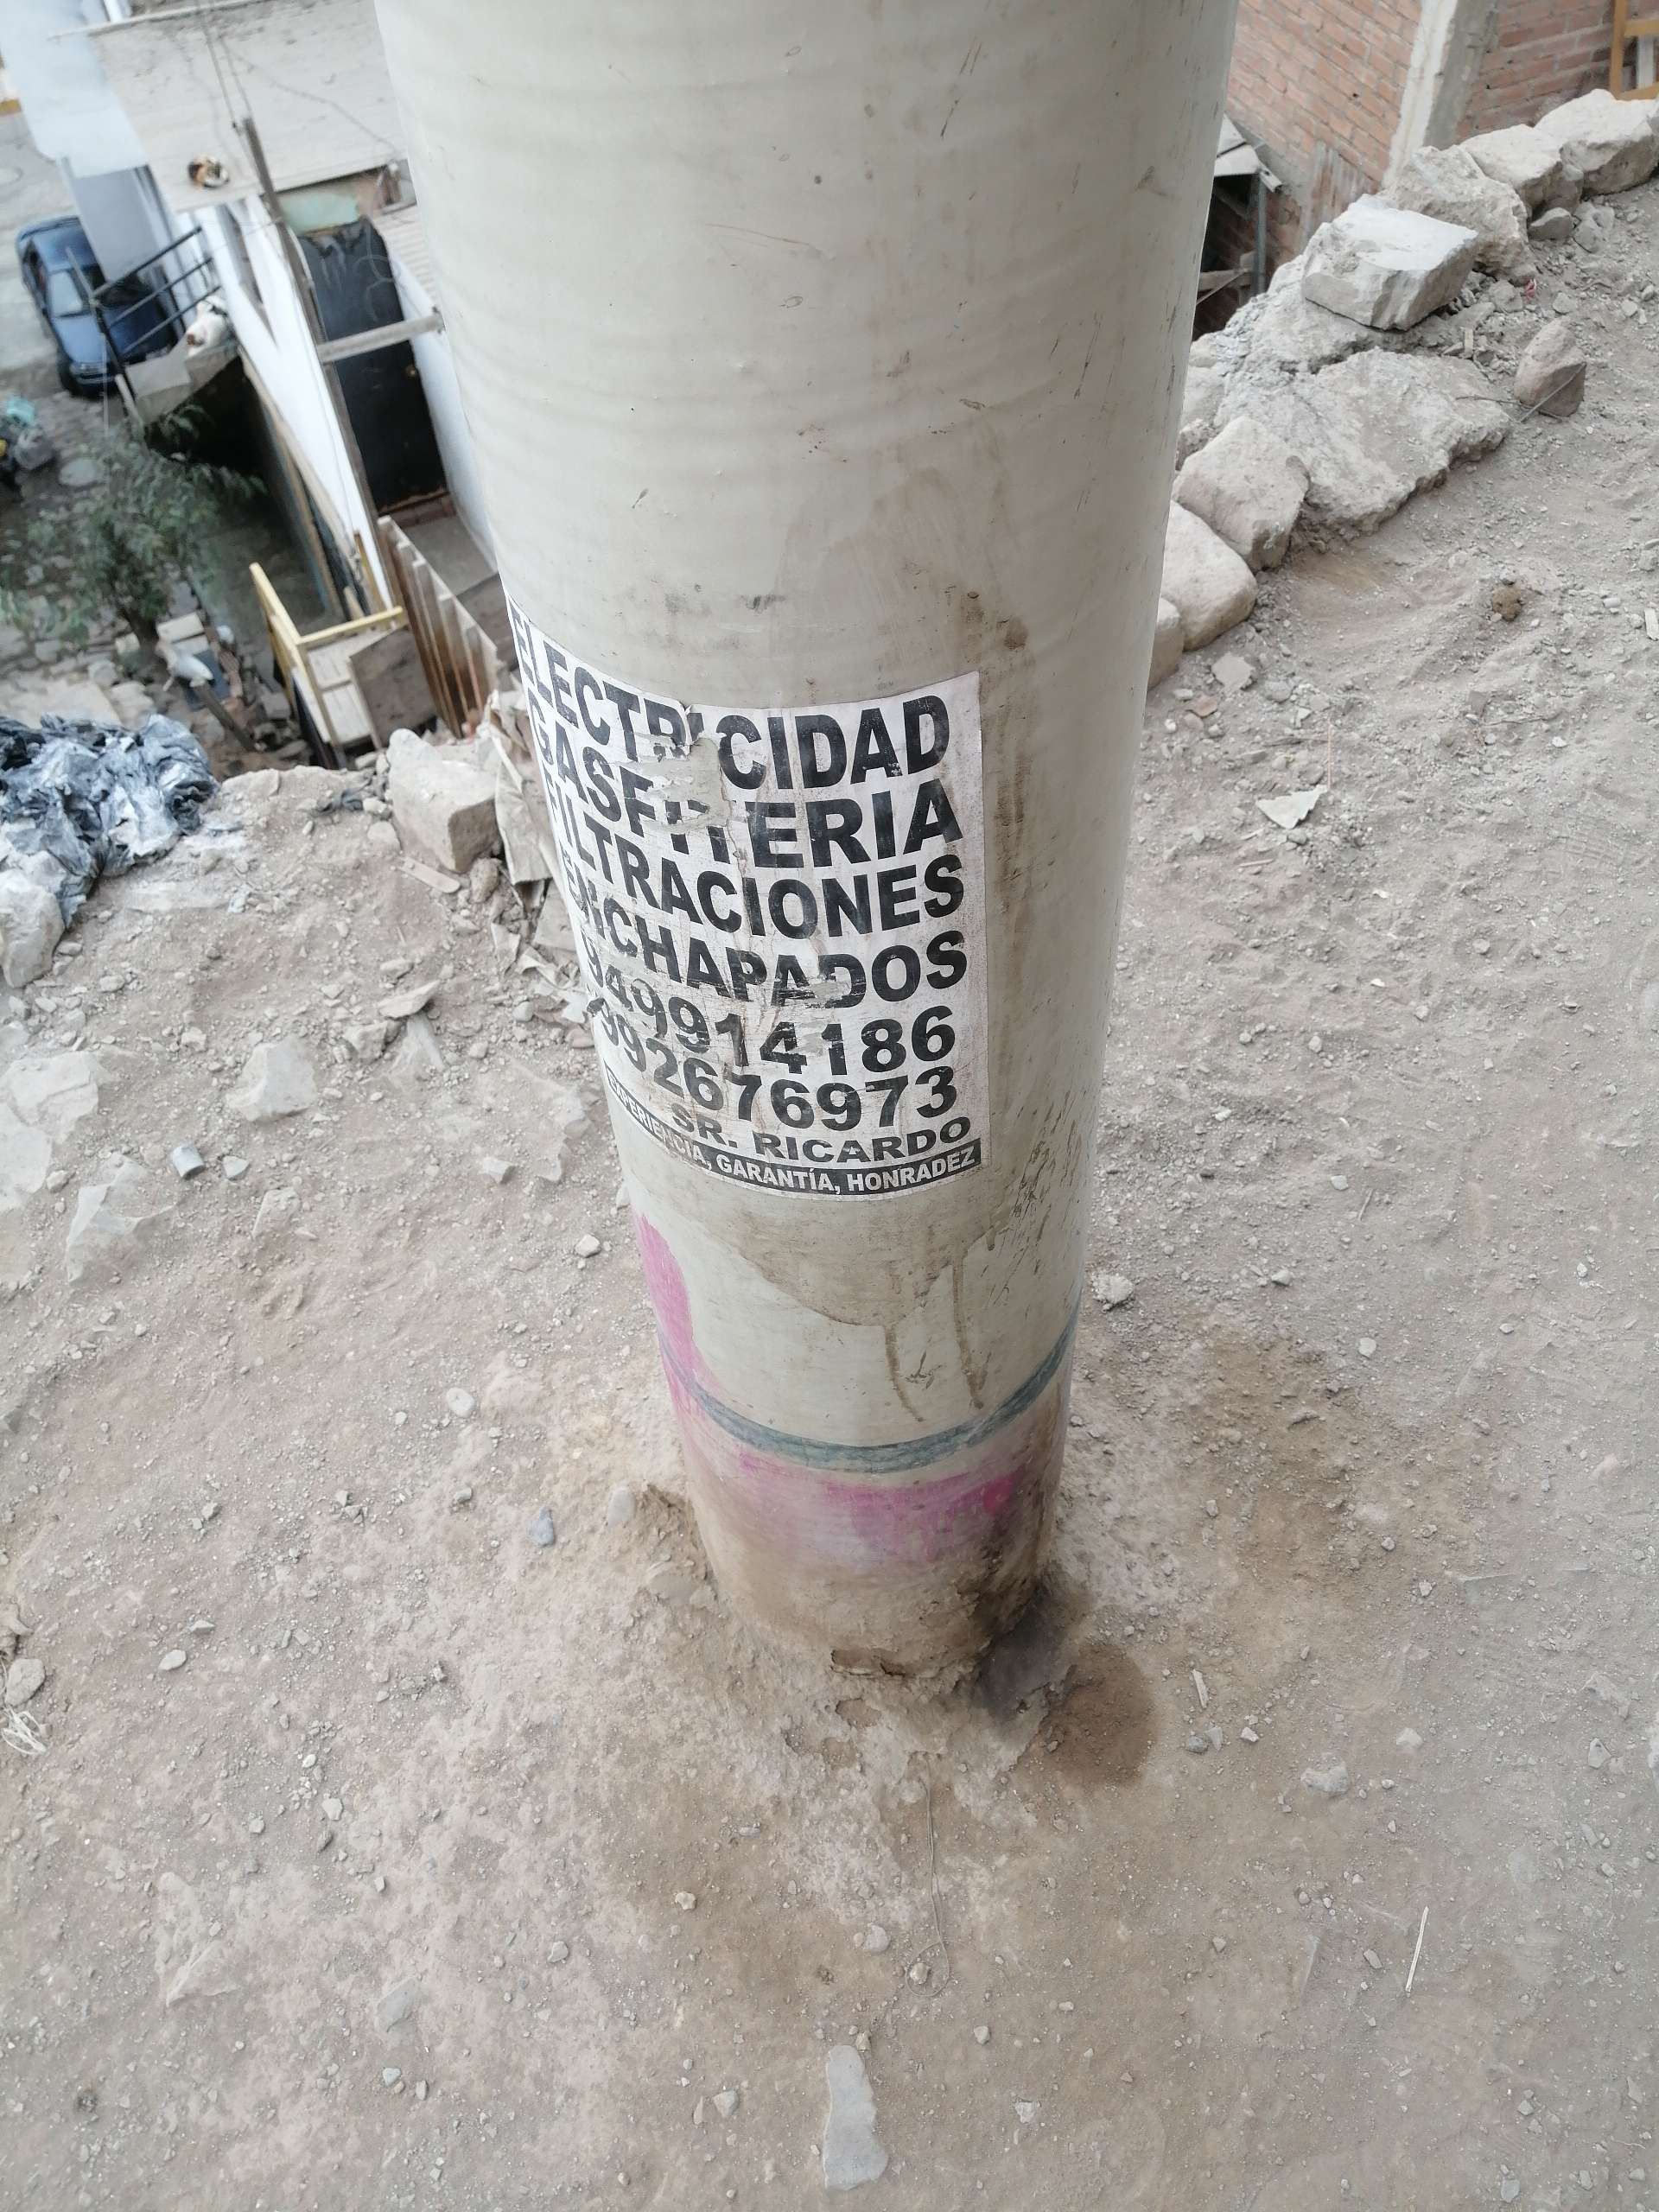 ELECTRICIDAD
GASFITERIA
FILTRACIONES
ENCHAPADOS
949914186
992676973
SR. RICARDO
EXPERIENCIA, GARANTÍA, HONRADEZ